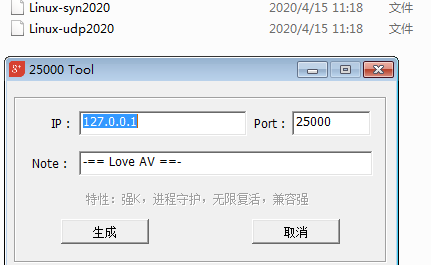 Linux-syn2020 2020/4/15 11:18 文件
Linux-udp2020 2020/4/15 11:18 文件
25000 Tool
IP： 127.0.0.1 Port： 25000
Note： -== Love AV ==-
特性：强K，进程守护，无限复活，兼容强
生成 取消